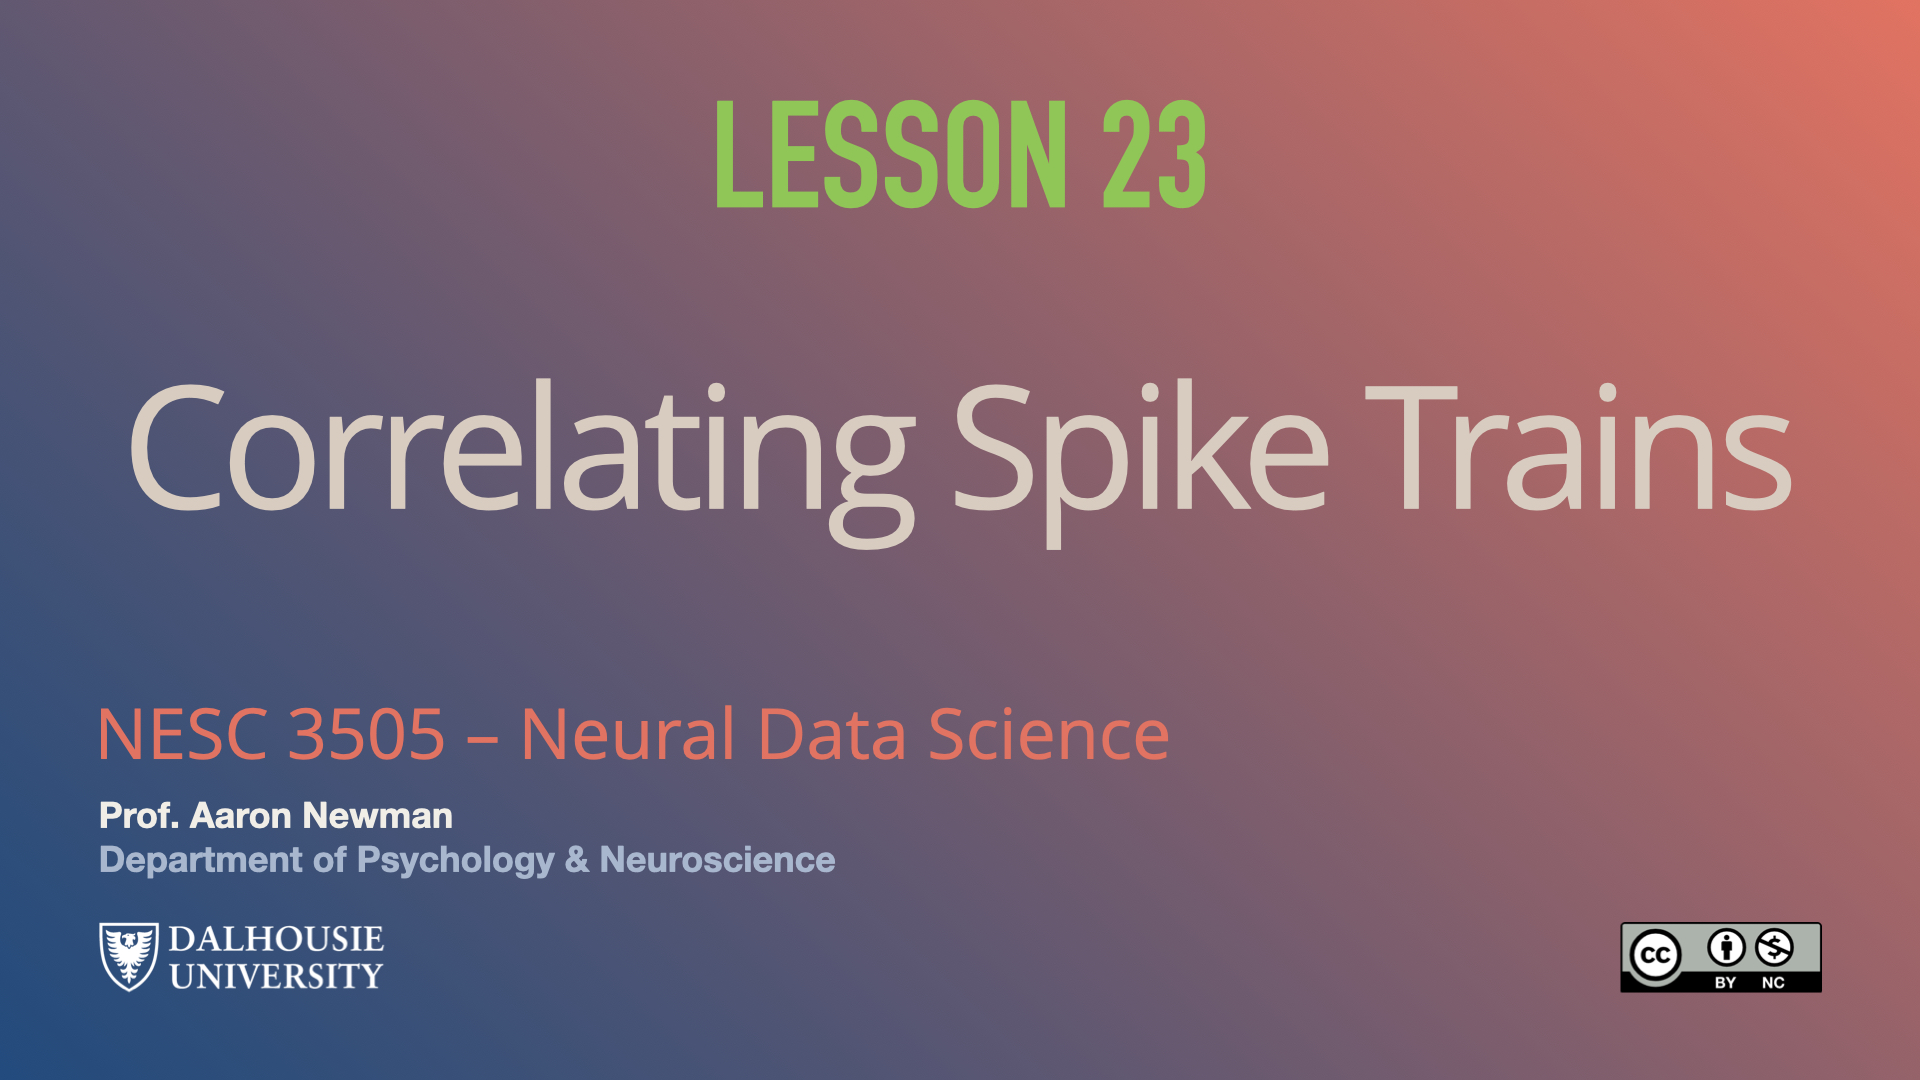 LESSON 23
Correlating Spike Trains
NESC 3505 – Neural Data Science
Prof. Aaron Newman
Department of Psychology & Neuroscience
DALHOUSIE
UNIVERSITY
CC
BY NC